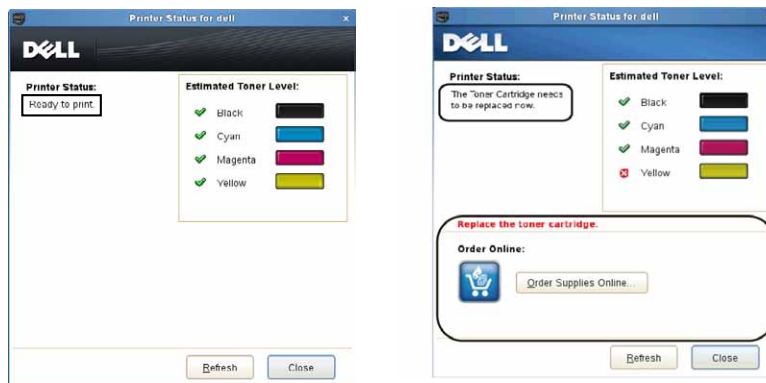 Printer Status for dell x
DELL
Printer Status:
Ready to print.
Estimated Toner Level:
Black
Cyan
Magenta
Yellow
Refresh
Close
Printer Status for dell
DELL
Printer Status:
The Toner Cartridge needs
to be replaced now.
Estimated Toner Level:
Black
Cyan
Magenta
Yellow
Replace the toner cartridge.
Order Online:
Order Supplies Online...
Refresh
Close